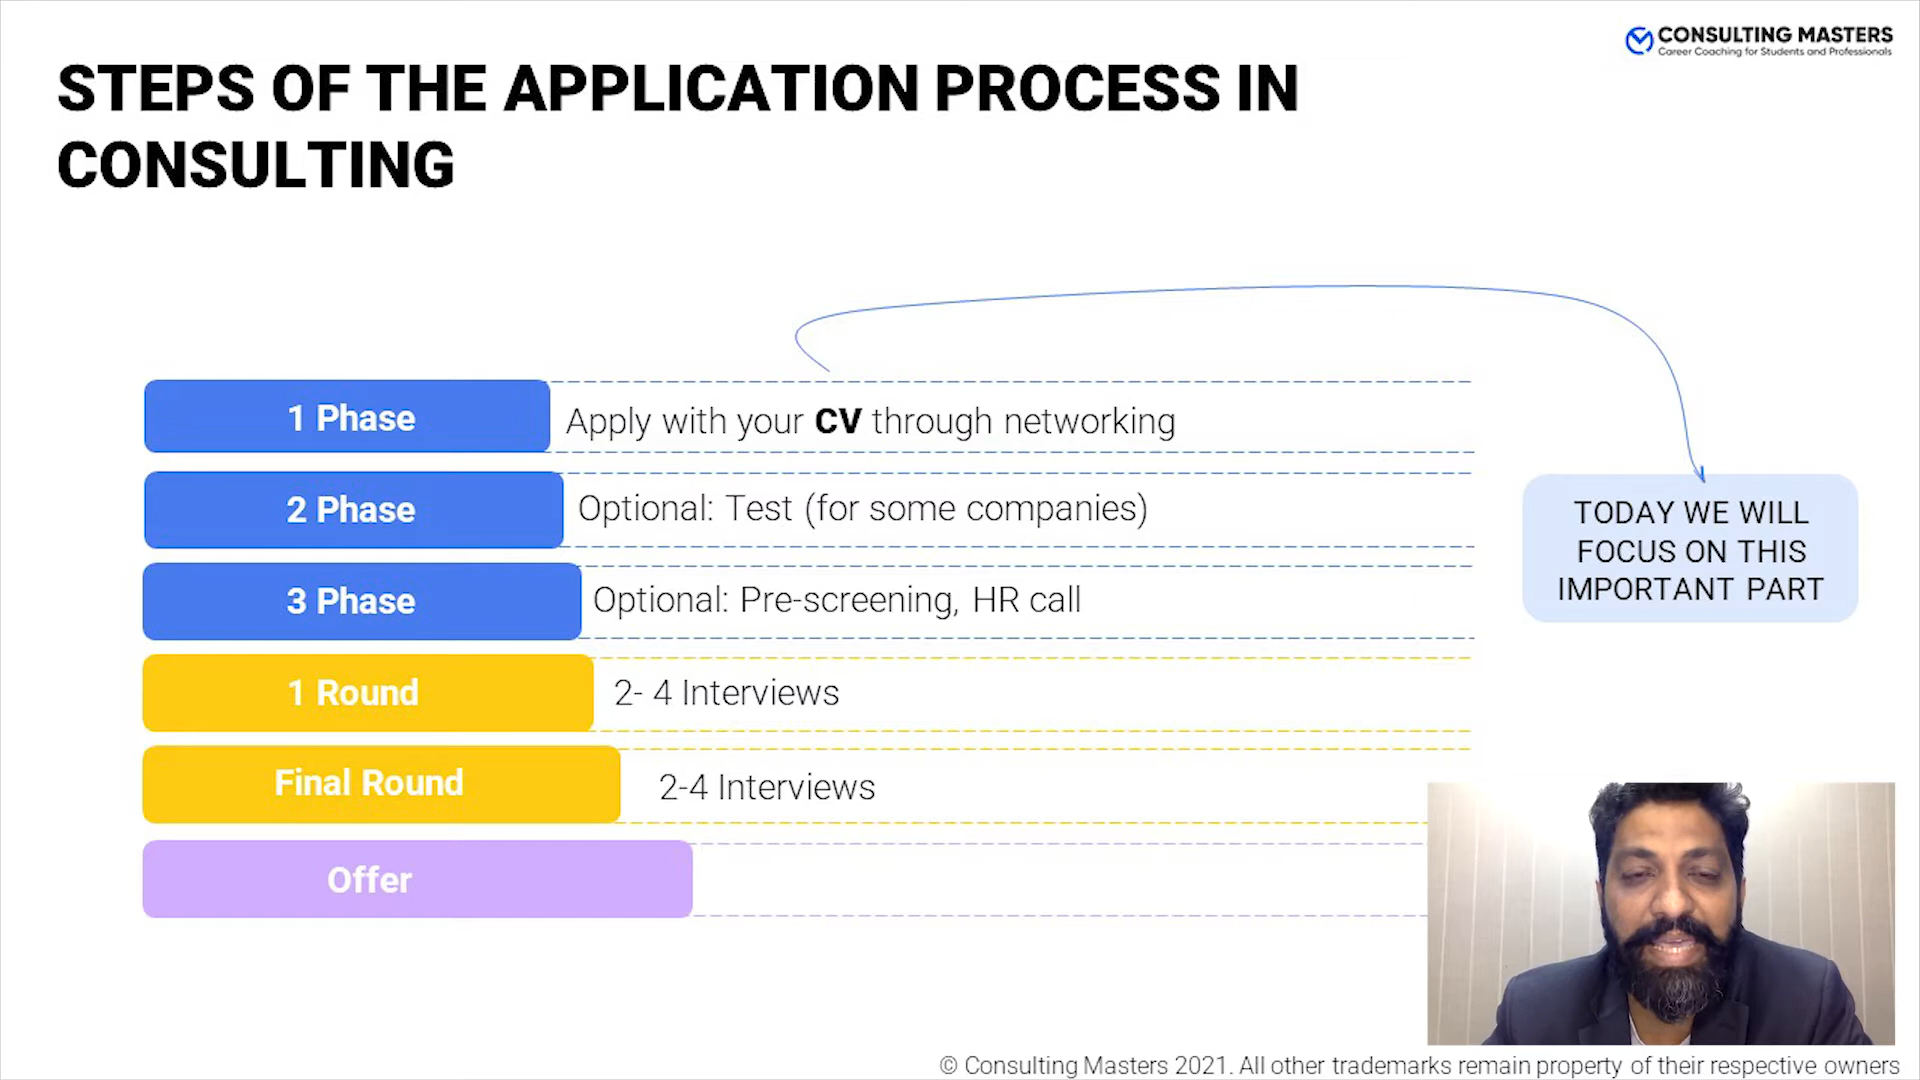 CONSULTING MASTERS
Career Coaching for Students and Professionals
STEPS OF THE APPLICATION PROCESS IN
CONSULTING
1 Phase
Apply with your CV through networking
2 Phase
Optional: Test (for some companies)
3 Phase
Optional: Pre-screening, HR call
1 Round
2- 4 Interviews
Final Round
2-4 Interviews
Offer
TODAY WE WILL
FOCUS ON THIS
IMPORTANT PART
© Consulting Masters 2021. All other trademarks remain property of their respective owners